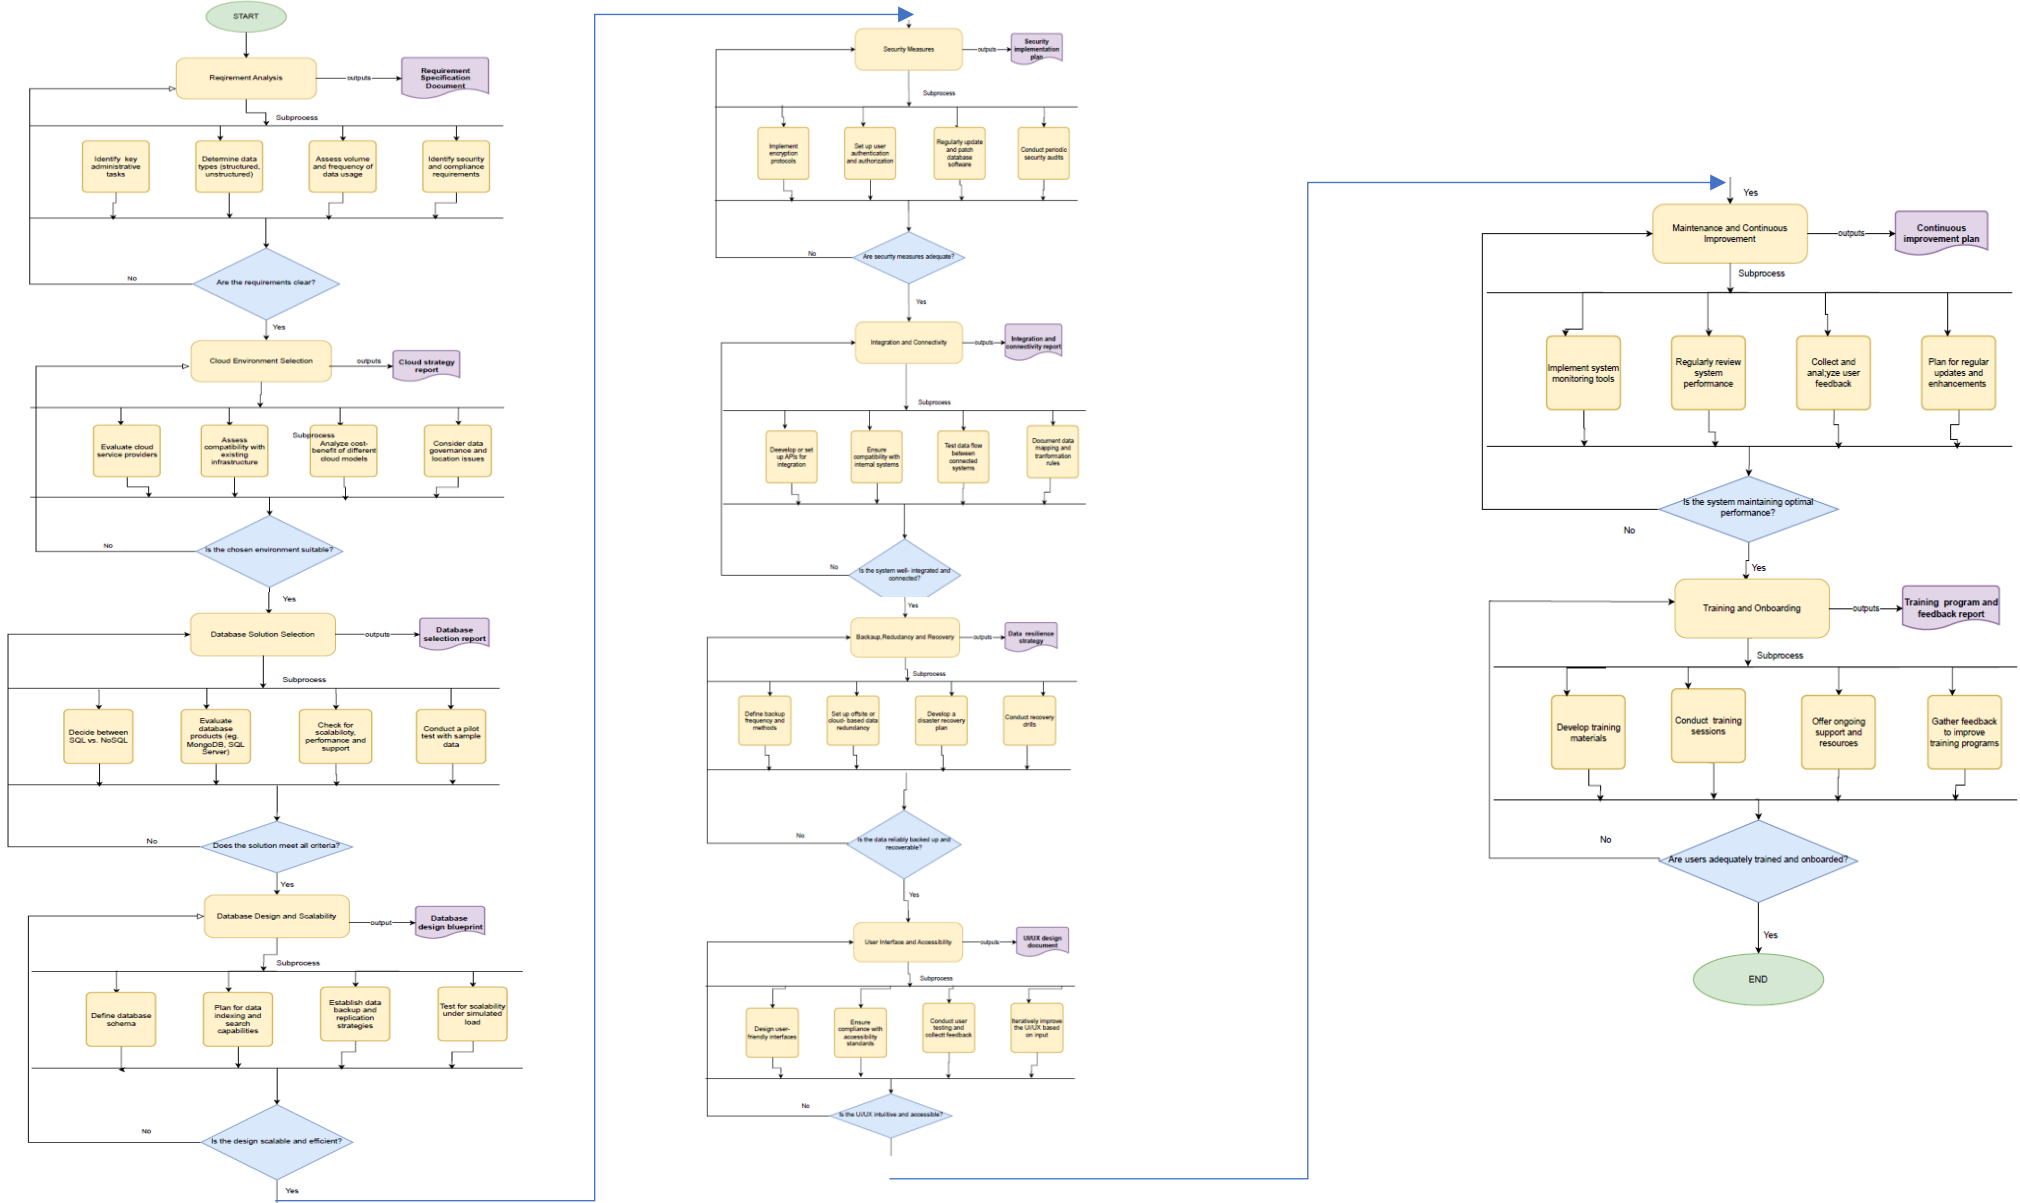 START
Reqirement Analysis
outputs
Requirement
Specification
Document
Subprocess
Identify key
administrative
tasks
Determine data
types (structured,
unstructured)
Assess volume
and frequency of
data usage
Identify security
and compliance
requirements
No
Are the requirements clear?
Yes
Cloud Environment Selection
outputs
Cloud strategy
report
Subprocess
Evaluate cloud
service providers
Assess
compatibility with
existing
infrastructure
Analyze cost-
benefit of different
cloud models
Consider data
governance and
location issues
No
Is the chosen environment suitable?
Yes
Database Solution Selection
outputs
Database
selection report
Subprocess
Decide between
SQL vs. NoSQL
Evaluate
database
products (eg.
MongoDB, SQL
Server)
Check for
scalability,
perfomance and
support
Conduct a pilot
test with sample
data
No
Does the solution meet all criteria?
Yes
Database Design and Scalability
output
Database
design blueprint
Subprocess
Define database
schema
Plan for data
indexing and
search
capabilities
Establish data
backup and
replication
strategies
Test for scalability
under simulated
load
No
Is the design scalable and efficient?
Yes
Security Measures
outputs
Security
implementation
plan
Subprocess
Implement
encryption
protocols
Set up user
authentication
and authorization
Regularly update
and patch
database
software
Conduct periodic
security audits
No
Are security measures adequate?
Yes
Integration and Connectivity
outputs
Integration and
connectivity report
Subprocess
Deevelop or set
up APIs for
integration
Ensure
compatibility with
internal systems
Test data flow
between
connected
systems
Document data
mapping and
tranformation
rules
No
Is the system well- integrated and
connected?
Yes
Backaup,Redudancy and Recovery
outputs
Data resilience
strategy
Subprocess
Define backup
frequency and
methods
Set up offsite or
cloud- based data
redundancy
Develop a
disaster recovery
plan
Conduct recovery
drills
No
Is the data reliably backed up and
recoverable?
Yes
User Interface and Accessibility
outputs
UI/UX design
document
Subprocess
Design user-
friendly interfaces
Ensure
compliance with
accessibility
standards
Conduct user
testing and
collectt feedback
Iteratively improve
the UI/UX based
on input
No
Is the UI/UX intuitive and accessible?
Yes
Maintenance and Continuous
Improvement
outputs
Continuous
improvement plan
Subprocess
Implement system
monitoring tools
Regularly review
system
performance
Collect and
anal;yze user
feedback
Plan for regular
updates and
enhancements
Is the system maintaining optimal
performance?
No
Yes
Training and Onboarding
outputs
Training program and
feedback report
Subprocess
Develop training
materials
Conduct training
sessions
Offer ongoing
support and
resources
Gather feedback
to improve
training programs
No
Are users adequately trained and onboarded?
Yes
END